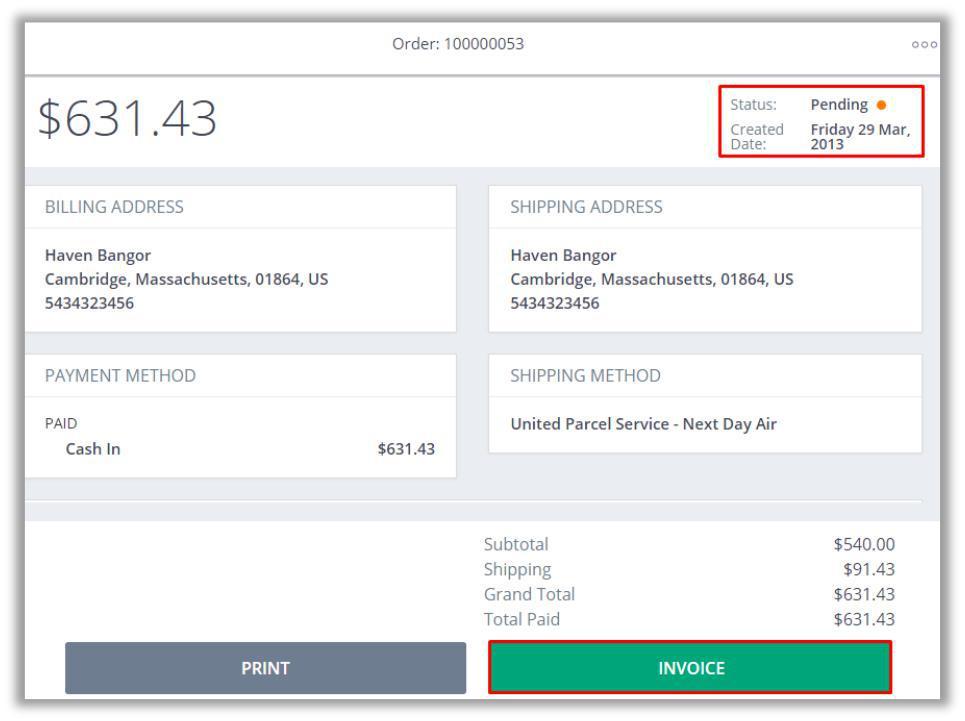 Order: 100000053
$631.43
Status: Pending
Created Date: Friday 29 Mar, 2013
BILLING ADDRESS
Haven Bangor
Cambridge, Massachusetts, 01864, US
5434323456
SHIPPING ADDRESS
Haven Bangor
Cambridge, Massachusetts, 01864, US
5434323456
PAYMENT METHOD
PAID
Cash In $631.43
SHIPPING METHOD
United Parcel Service - Next Day Air
Subtotal $540.00
Shipping $91.43
Grand Total $631.43
Total Paid $631.43
PRINT
INVOICE